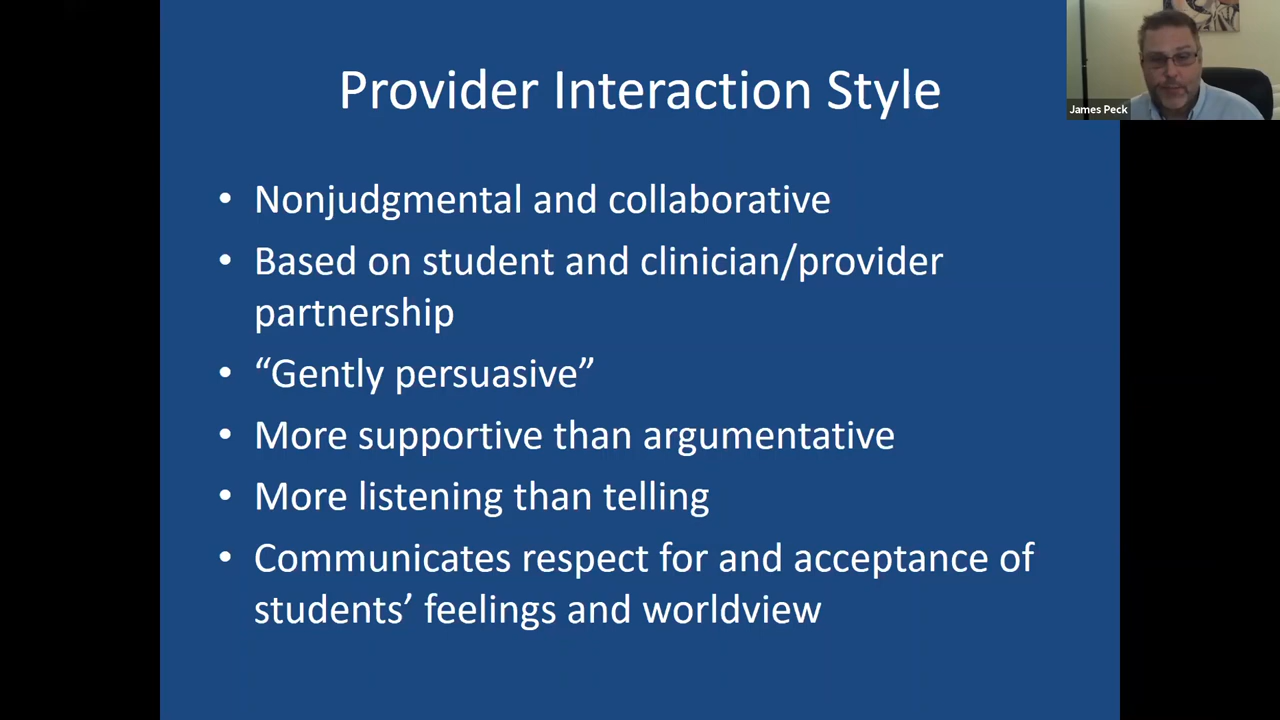 Provider Interaction Style
James Peck
• Nonjudgmental and collaborative
• Based on student and clinician/provider
partnership
• “Gently persuasive”
• More supportive than argumentative
• More listening than telling
• Communicates respect for and acceptance of
students’ feelings and worldview